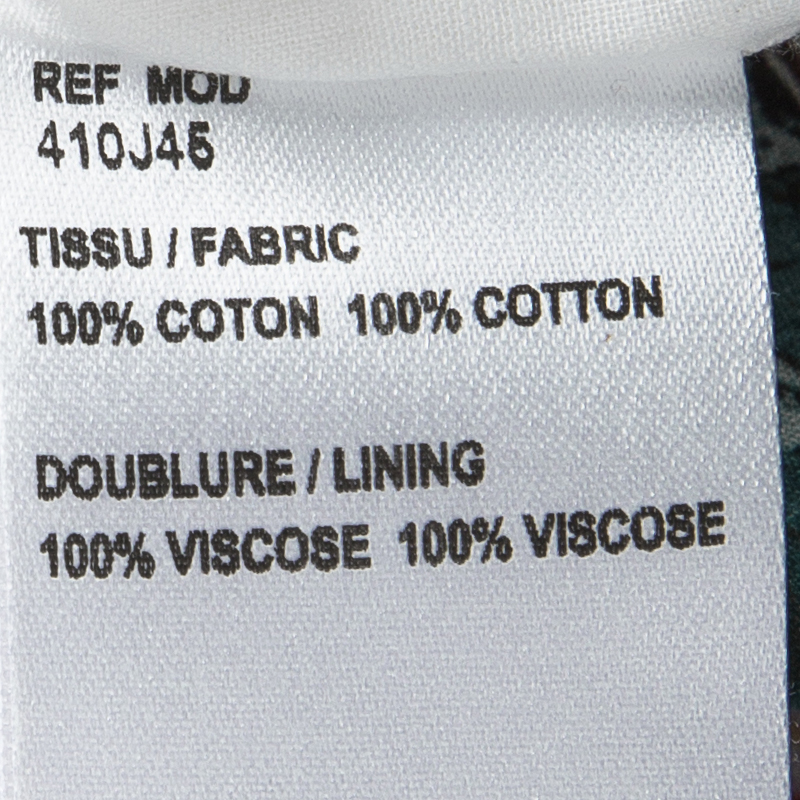 REF MOD
410J45
TISSU / FABRIC
100% COTON 100% COTTON
DOUBLURE / LINING
100% VISCOSE 100% VISCOSE